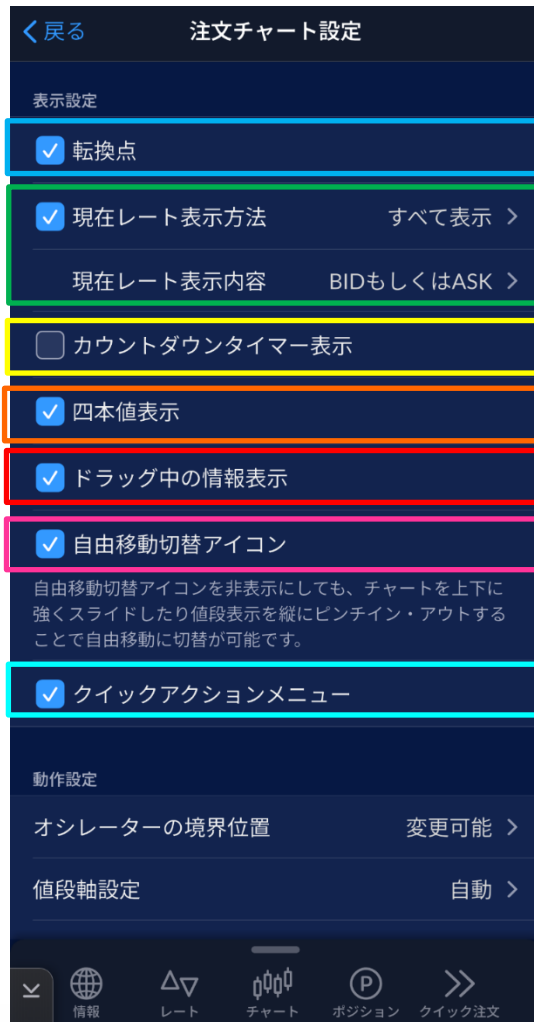 戻る
注文チャート設定
表示設定
転換点
現在レート表示方法 すべて表示
現在レート表示内容 BIDもしくはASK
カウントダウンタイマー表示
四本値表示
ドラッグ中の情報表示
自由移動切替アイコン
自由移動切替アイコンを非表示にしても、チャートを上下に
強くスライドしたり値段表示を縦にピンチイン・アウトする
ことで自由移動に切替が可能です。
クイックアクションメニュー
動作設定
オシレーターの境界位置 変更可能
値段軸設定 自動
情報 レート チャート P ポジション クイック注文